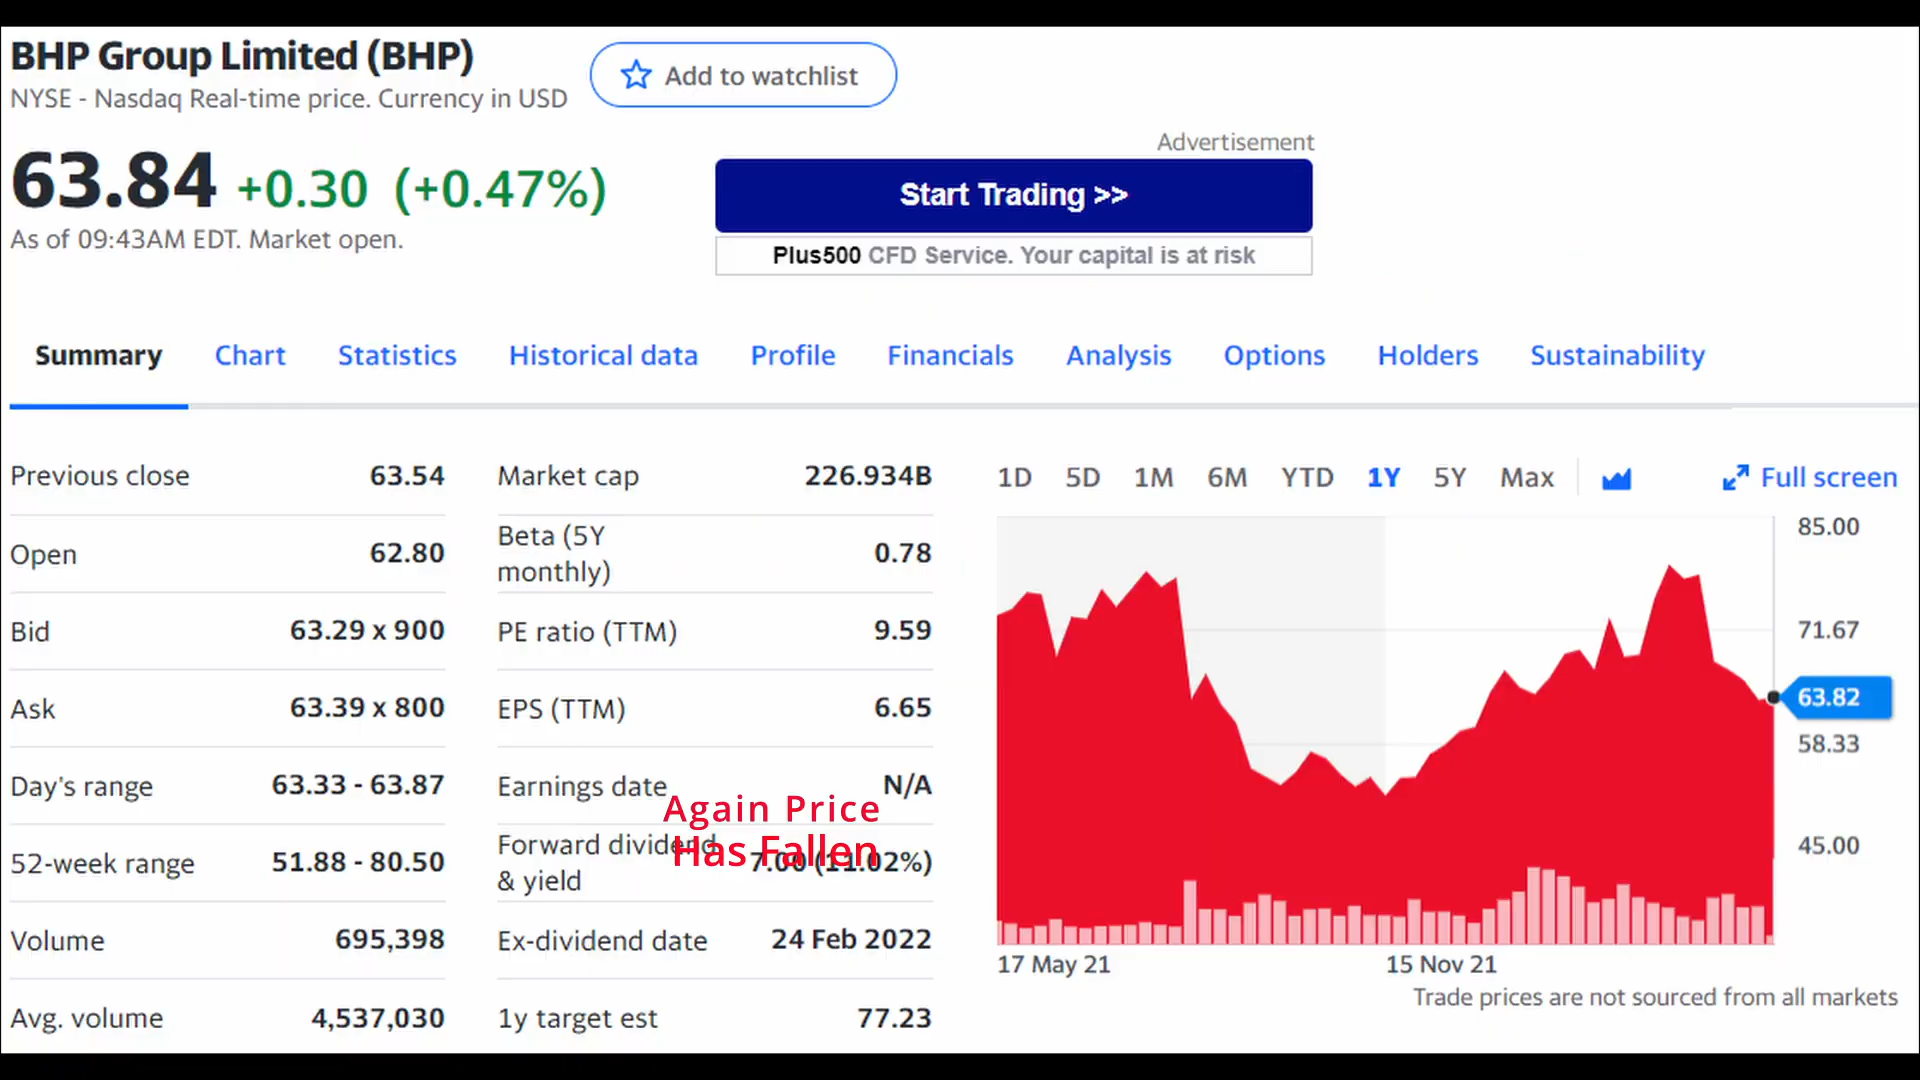 BHP Group Limited (BHP)
Add to watchlist
NYSE - Nasdaq Real-time price. Currency in USD
Advertisement
63.84 +0.30 (+0.47%)
Start Trading >>
As of 09:43AM EDT. Market open.
Plus500 CFD Service. Your capital is at risk
Summary Chart Statistics Historical data Profile Financials Analysis Options Holders Sustainability
Previous close 63.54
Open 62.80
Bid 63.29 x 900
Ask 63.39 x 800
Day's range 63.33 - 63.87
52-week range 51.88 - 80.50
Volume 695,398
Avg. volume 4,537,030
Market cap 226.934B
Beta (5Y
monthly) 0.78
PE ratio (TTM) 9.59
EPS (TTM) 6.65
Earnings date N/A
Again Price
Has Fallen
Forward dividend
& yield 7.00 (11.02%)
Ex-dividend date 24 Feb 2022
1y target est 77.23
1D 5D 1M 6M YTD 1Y 5Y Max Full screen
85.00
71.67
63.82
58.33
45.00
17 May 21 15 Nov 21
Trade prices are not sourced from all markets